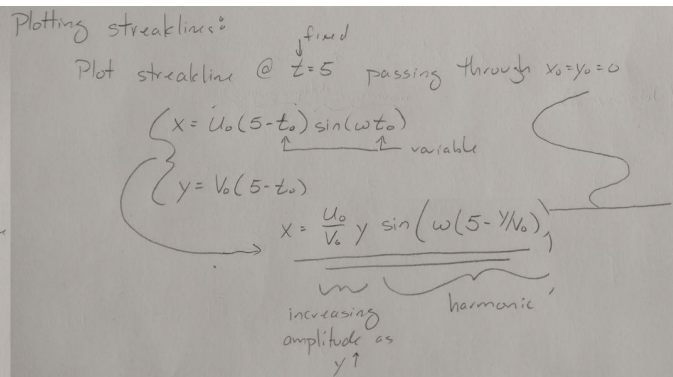 Plotting streaklines:
fixed
Plot streakline @ t=5 passing through x₀=y₀=0
x = U₀(5-t₀) sin(ωt₀)
variable
y = V₀(5-t₀)
x = U₀/V₀ y sin(ω(5-y/V₀))
increasing amplitude as y↑
harmonic